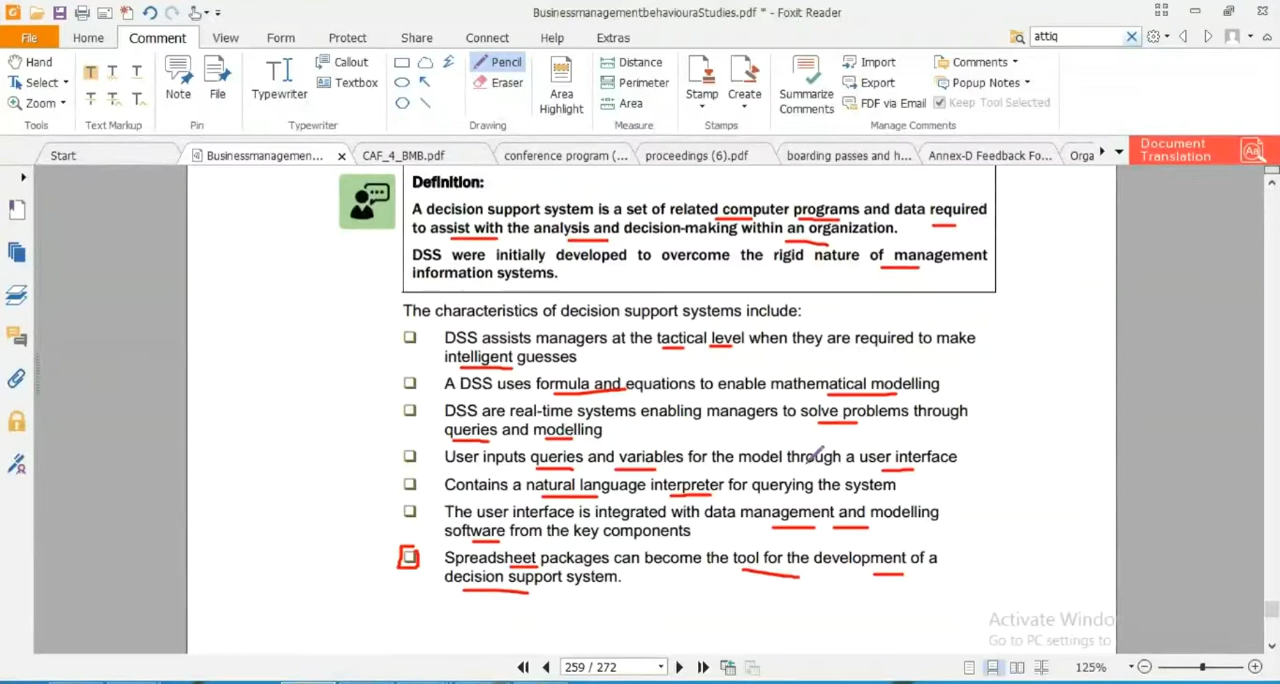 BusinessmanagementbehaviouraStudies.pdf * - Foxit Reader
File Home Comment View Form Protect Share Connect Help Extras
attiq
Hand
Select
Zoom
Tools
Text Markup
Note
File
Pin
Typewriter
Callout
Textbox
Typewriter
Pencil
Eraser
Drawing
Area Highlight
Distance
Perimeter
Area
Measure
Stamp
Create
Stamps
Summarize Comments
Import
Export
FDF via Email
Comments
Popup Notes
Keep Tool Selected
Manage Comments
Start
Businessmanagemen...
CAF_4_BMB.pdf
conference program (...
proceedings (6).pdf
boarding passes and h...
Annex-D Feedback Fo...
Orga
Document Translation
Definition:
A decision support system is a set of related computer programs and data required
to assist with the analysis and decision-making within an organization.
DSS were initially developed to overcome the rigid nature of management
information systems.
The characteristics of decision support systems include:
DSS assists managers at the tactical level when they are required to make
intelligent guesses
A DSS uses formula and equations to enable mathematical modelling
DSS are real-time systems enabling managers to solve problems through
queries and modelling
User inputs queries and variables for the model through a user interface
Contains a natural language interpreter for querying the system
The user interface is integrated with data management and modelling
software from the key components
Spreadsheet packages can become the tool for the development of a
decision support system.
Activate Windo
Go to PC settings to
259 / 272
125%